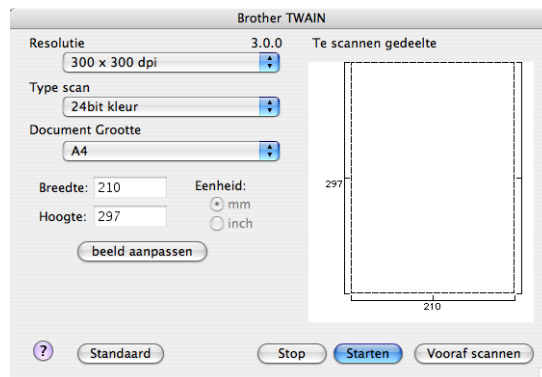 Brother TWAIN
Resolutie 3.0.0
300 x 300 dpi
Type scan
24bit kleur
Document Grootte
A4
Breedte: 210
Hoogte: 297
Eenheid:
mm
inch
beeld aanpassen
Te scannen gedeelte
297
210
? Standaard Stop Starten Vooraf scannen